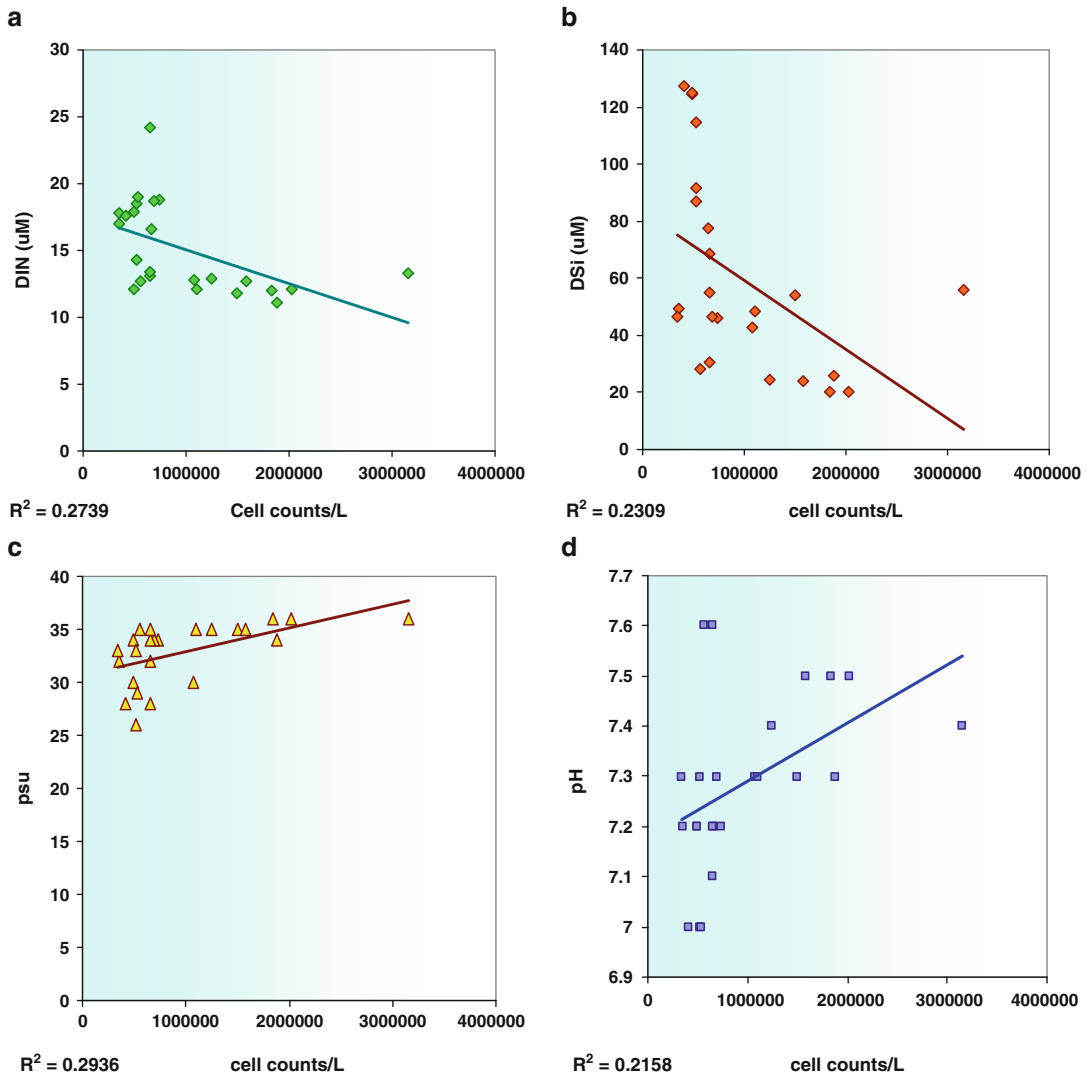 a
30
25
20
15
10
5
0
DIN (uM)
0 1000000 2000000 3000000 4000000
R² = 0.2739 Cell counts/L
b
140
120
100
80
60
40
20
0
DSi (uM)
0 1000000 2000000 3000000 4000000
R² = 0.2309 cell counts/L
c
40
35
30
25
20
15
10
5
0
psu
0 1000000 2000000 3000000 4000000
R² = 0.2936 cell counts/L
d
7.7
7.6
7.5
7.4
7.3
7.2
7.1
7
6.9
pH
0 1000000 2000000 3000000 4000000
R² = 0.2158 cell counts/L